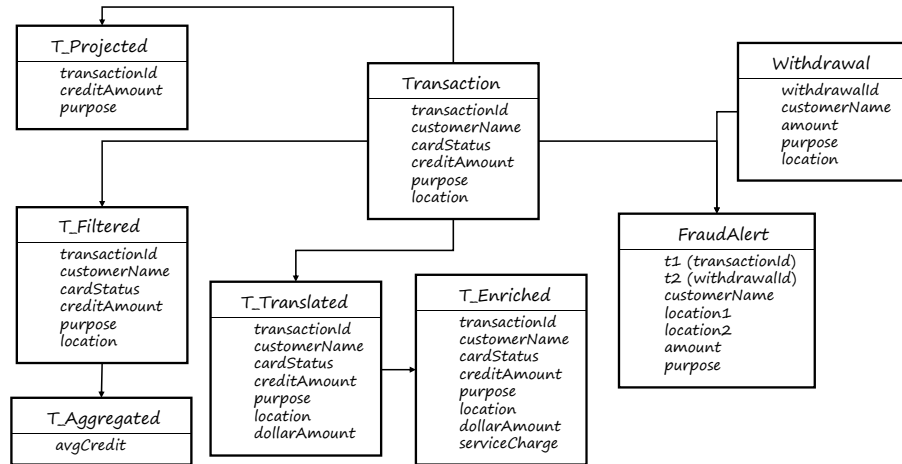 T_Projected
transactionId
creditAmount
purpose
Transaction
transactionId
customerName
cardStatus
creditAmount
purpose
location
Withdrawal
withdrawalId
customerName
amount
purpose
location
T_Filtered
transactionId
customerName
cardStatus
creditAmount
purpose
location
FraudAlert
t1 (transactionId)
t2 (withdrawalId)
customerName
location1
location2
amount
purpose
T_Translated
transactionId
customerName
cardStatus
creditAmount
purpose
location
dollarAmount
T_Enriched
transactionId
customerName
cardStatus
creditAmount
purpose
location
dollarAmount
serviceCharge
T_Aggregated
avgCredit